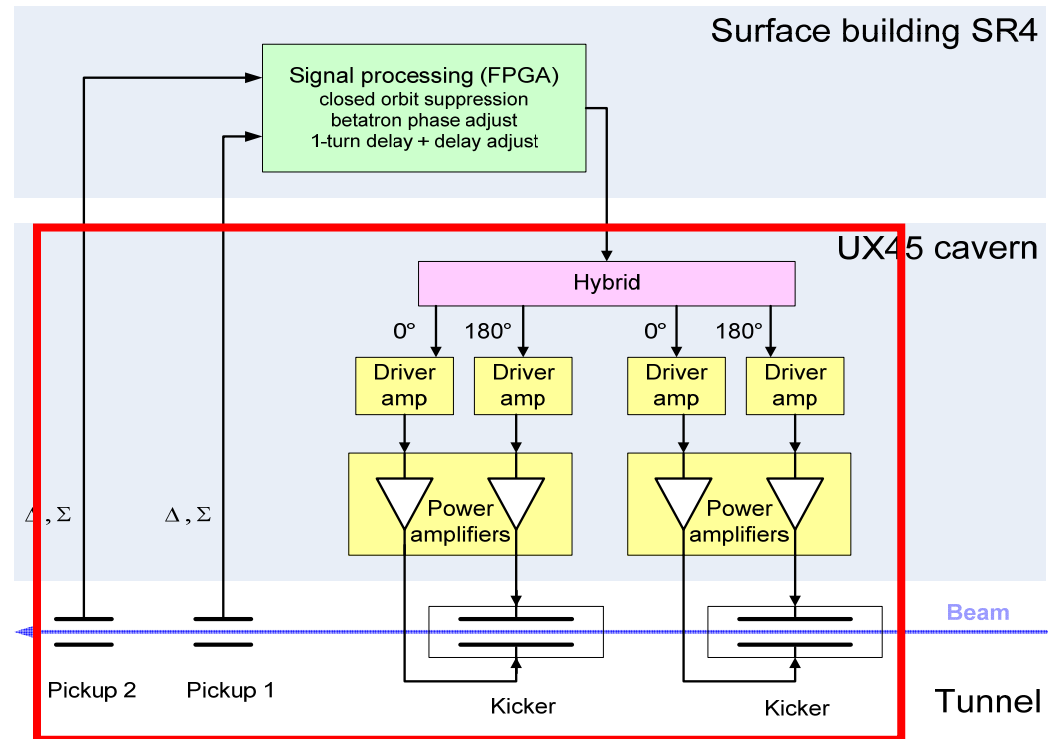 Surface building SR4
Signal processing (FPGA)
closed orbit suppression
betatron phase adjust
1-turn delay + delay adjust
UX45 cavern
Hybrid
0° 180° 0° 180°
Driver amp
Driver amp
Driver amp
Driver amp
Δ , Σ
Δ , Σ
Power amplifiers
Power amplifiers
Beam
Pickup 2
Pickup 1
Kicker
Kicker
Tunnel